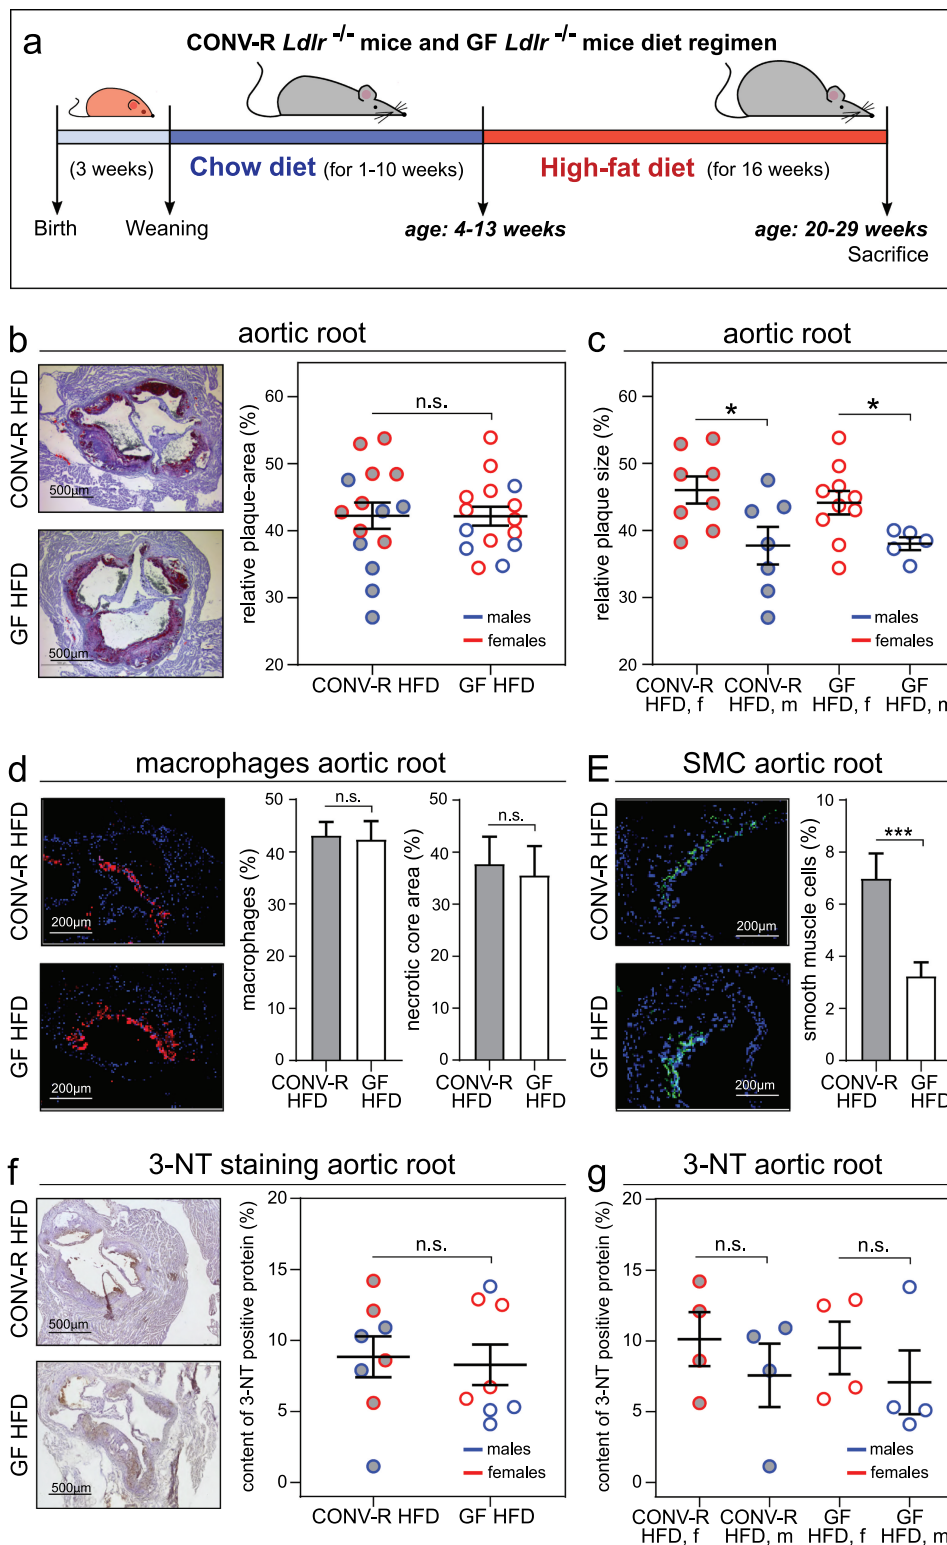 a
CONV-R Ldlr -/- mice and GF Ldlr -/- mice diet regimen
(3 weeks)
Chow diet (for 1-10 weeks)
High-fat diet (for 16 weeks)
Birth
Weaning
age: 4-13 weeks
age: 20-29 weeks
Sacrifice
b
aortic root
CONV-R HFD
500µm
GF HFD
500µm
relative plaque-area (%)
60
50
40
30
20
n.s.
males
females
CONV-R HFD
GF HFD
c
aortic root
relative plaque size (%)
60
50
40
30
20
*
*
males
females
CONV-R HFD, f
CONV-R HFD, m
GF HFD, f
GF HFD, m
d
macrophages aortic root
CONV-R HFD
200µm
GF HFD
200µm
macrophages (%)
50
40
30
20
10
0
n.s.
CONV-R HFD
GF HFD
necrotic core area (%)
50
40
30
20
10
0
n.s.
CONV-R HFD
GF HFD
E
SMC aortic root
CONV-R HFD
200µm
GF HFD
200µm
smooth muscle cells (%)
10
8
6
4
2
0
***
CONV-R HFD
GF HFD
f
3-NT staining aortic root
CONV-R HFD
500µm
GF HFD
500µm
content of 3-NT positive protein (%)
20
15
10
5
0
n.s.
males
females
CONV-R HFD
GF HFD
g
3-NT aortic root
content of 3-NT positive protein (%)
20
15
10
5
0
n.s.
n.s.
males
females
CONV-R HFD, f
CONV-R HFD, m
GF HFD, f
GF HFD, m